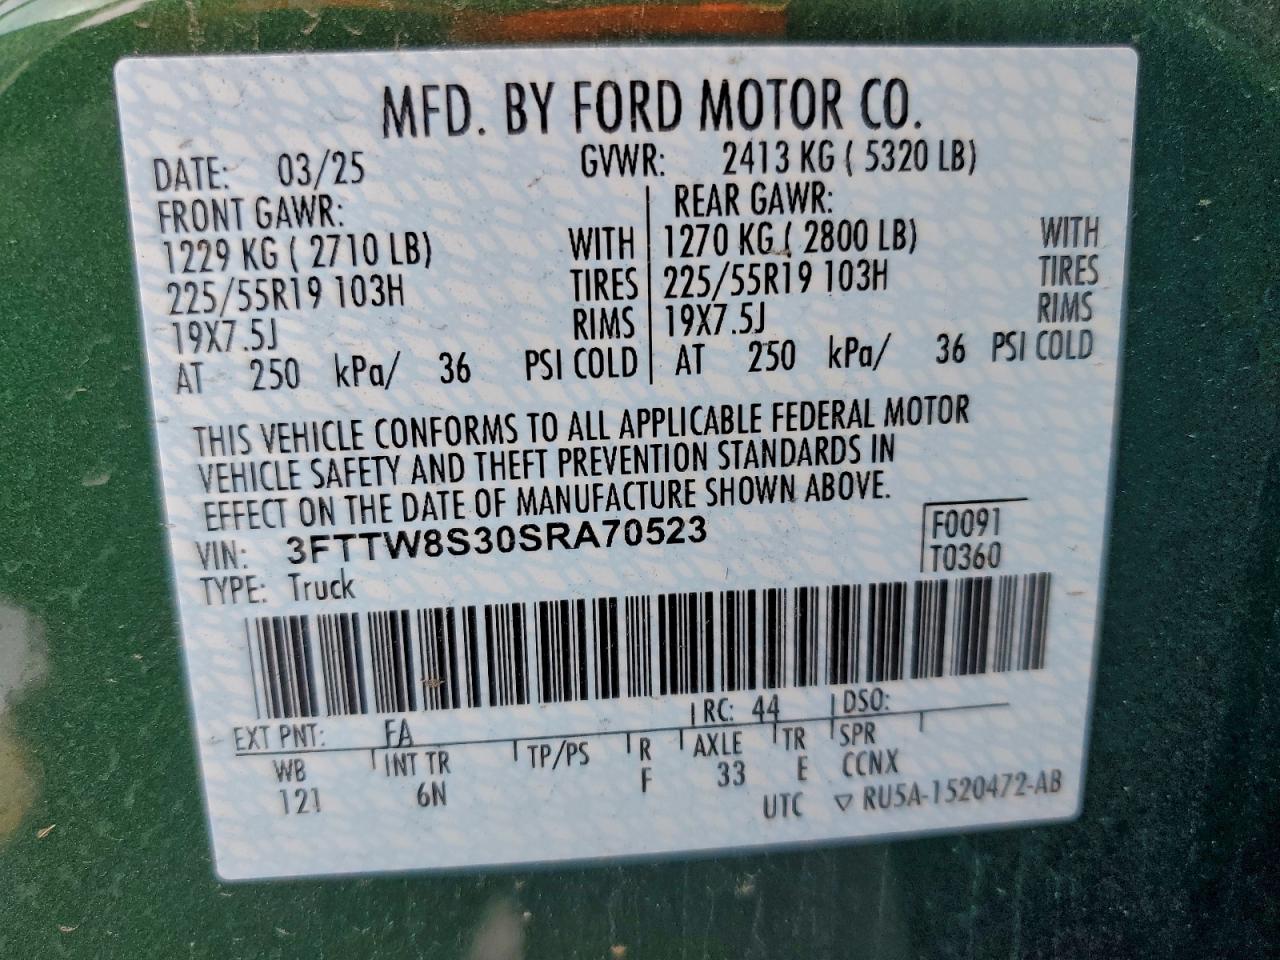 MFD. BY FORD MOTOR CO.
DATE: 03/25 GVWR: 2413 KG ( 5320 LB)
FRONT GAWR: REAR GAWR:
1229 KG ( 2710 LB) WITH 1270 KG ( 2800 LB) WITH
225/55R19 103H TIRES 225/55R19 103H TIRES
19X7.5J RIMS 19X7.5J RIMS
AT 250 kPa/ 36 PSI COLD AT 250 kPa/ 36 PSI COLD
THIS VEHICLE CONFORMS TO ALL APPLICABLE FEDERAL MOTOR
VEHICLE SAFETY AND THEFT PREVENTION STANDARDS IN
EFFECT ON THE DATE OF MANUFACTURE SHOWN ABOVE.
VIN: 3FTTW8S30SRA70523 F0091
TYPE: Truck T0360
EXT PNT: FA RC: 44 DSO:
WB INT TR TP/PS R AXLE TR SPR
121 6N F 33 E CCNX
UTC ▽ RU5A-1520472-AB